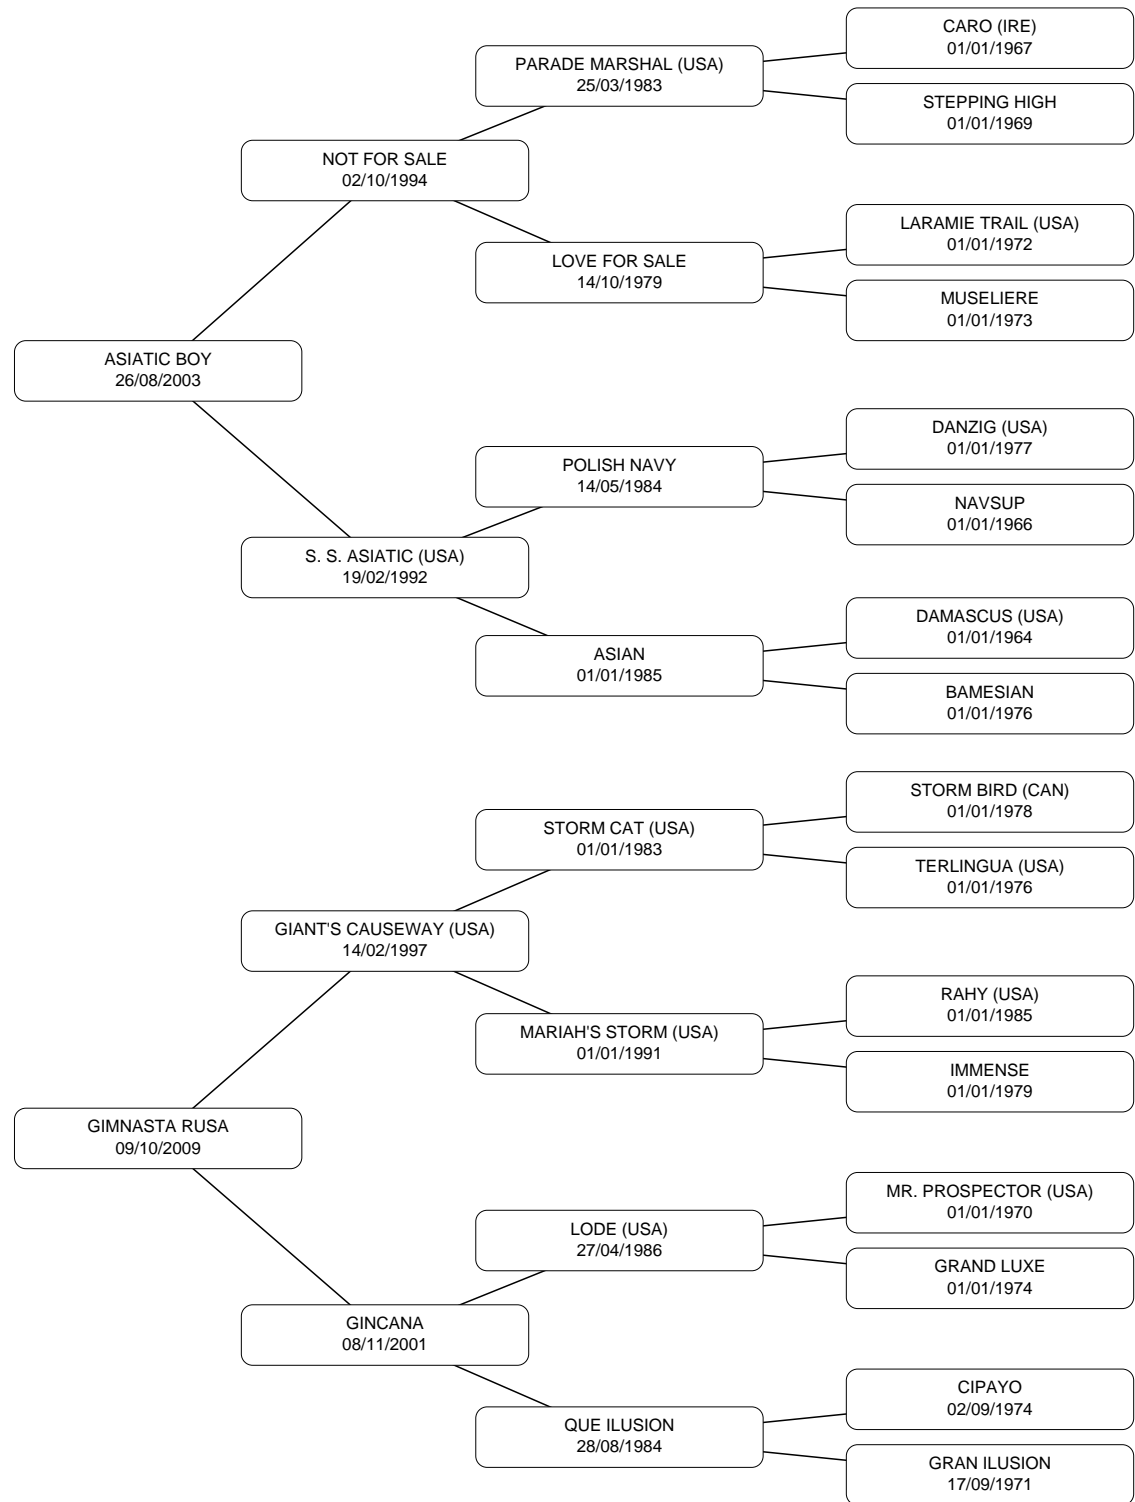 CARO (IRE)
01/01/1967
PARADE MARSHAL (USA)
25/03/1983
STEPPING HIGH
01/01/1969
NOT FOR SALE
02/10/1994
LARAMIE TRAIL (USA)
01/01/1972
LOVE FOR SALE
14/10/1979
MUSELIERE
01/01/1973
ASIATIC BOY
26/08/2003
DANZIG (USA)
01/01/1977
POLISH NAVY
14/05/1984
NAVSUP
01/01/1966
S. S. ASIATIC (USA)
19/02/1992
DAMASCUS (USA)
01/01/1964
ASIAN
01/01/1985
BAMESIAN
01/01/1976
STORM BIRD (CAN)
01/01/1978
STORM CAT (USA)
01/01/1983
TERLINGUA (USA)
01/01/1976
GIANT'S CAUSEWAY (USA)
14/02/1997
RAHY (USA)
01/01/1985
MARIAH'S STORM (USA)
01/01/1991
IMMENSE
01/01/1979
GIMNASTA RUSA
09/10/2009
MR. PROSPECTOR (USA)
01/01/1970
LODE (USA)
27/04/1986
GRAND LUXE
01/01/1974
GINCANA
08/11/2001
CIPAYO
02/09/1974
QUE ILUSION
28/08/1984
GRAN ILUSION
17/09/1971